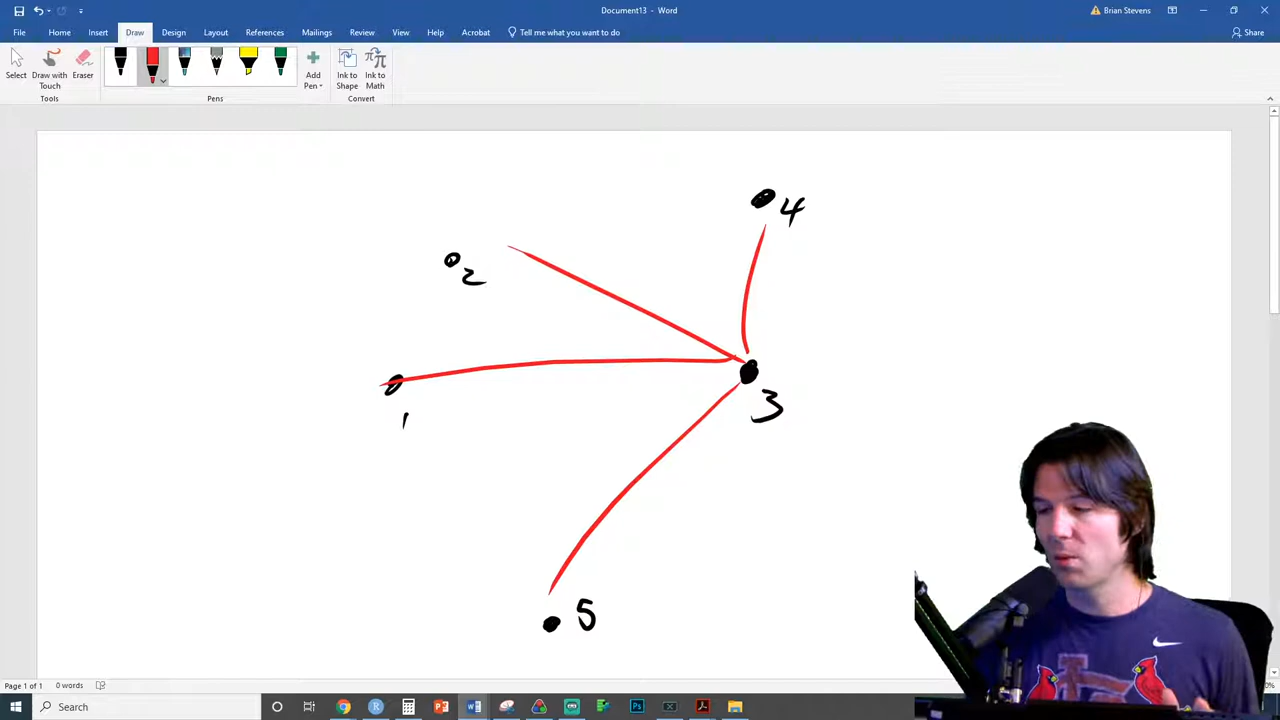 Document13 - Word
Brian Stevens
File Home Insert Draw Design Layout References Mailings Review View Help Acrobat Tell me what you want to do Share
Select Draw with Touch Eraser Add Pen Ink to Shape Ink to Math
Tools Pens Convert
4
2
3
1
5
Page 1 of 1 0 words 0%
Search